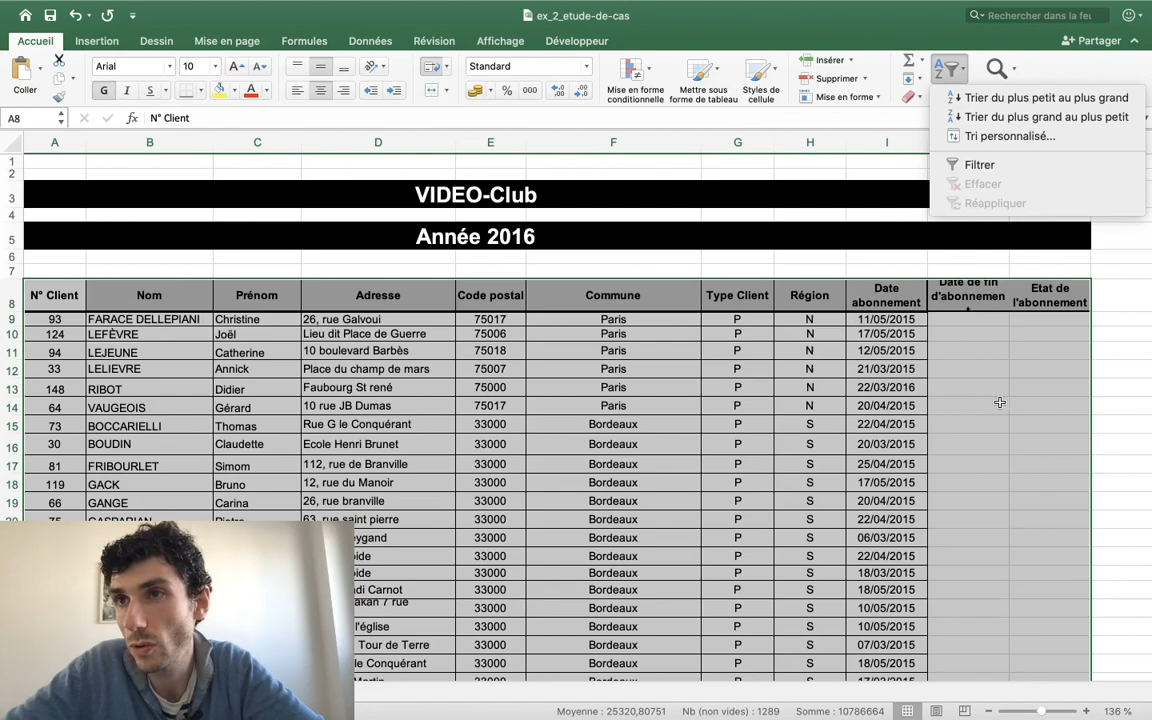 ex_2_etude-de-cas
Rechercher dans la feu
Accueil Insertion Dessin Mise en page Formules Données Révision Affichage Développeur
Partager
Coller
Arial 10
G I S
Standard
% 000
Mise en forme conditionnelle
Mettre sous forme de tableau
Styles de cellule
Insérer
Supprimer
Mise en forme
Trier du plus petit au plus grand
Trier du plus grand au plus petit
Tri personnalisé...
Filtrer
Effacer
Réappliquer
A8 fx N° Client
A B C D E F G H I
1
2
3 VIDEO-Club
4
5 Année 2016
6
7
8 N° Client Nom Prénom Adresse Code postal Commune Type Client Région Date abonnement Date de fin d'abonnemen Etat de l'abonnement
9 93 FARACE DELLEPIANI Christine 26, rue Galvoui 75017 Paris P N 11/05/2015
10 124 LEFÈVRE Joël Lieu dit Place de Guerre 75006 Paris P N 17/05/2015
11 94 LEJEUNE Catherine 10 boulevard Barbès 75018 Paris P N 12/05/2015
12 33 LELIEVRE Annick Place du champ de mars 75007 Paris P N 21/03/2015
13 148 RIBOT Didier Faubourg St rené 75000 Paris P N 22/03/2016
14 64 VAUGEOIS Gérard 10 rue JB Dumas 75017 Paris P N 20/04/2015
15 73 BOCCARIELLI Thomas Rue G le Conquérant 33000 Bordeaux P S 22/04/2015
16 30 BOUDIN Claudette Ecole Henri Brunet 33000 Bordeaux P S 20/03/2015
17 81 FRIBOURLET Simom 112, rue de Branville 33000 Bordeaux P S 25/04/2015
18 119 GACK Bruno 12, rue du Manoir 33000 Bordeaux P S 17/05/2015
19 66 GANGE Carina 26, rue branville 33000 Bordeaux P S 20/04/2015
20 75 GASPARIAN Pietro 63, rue saint pierre 33000 Bordeaux P S 22/04/2015
eygand 33000 Bordeaux P S 06/03/2015
ide 33000 Bordeaux P S 22/04/2015
ide 33000 Bordeaux P S 18/03/2015
di Carnot 33000 Bordeaux P S 18/05/2015
akan 7 rue 33000 Bordeaux P S 10/05/2015
l'église 33000 Bordeaux P S 10/05/2015
Tour de Terre 33000 Bordeaux P S 07/03/2015
le Conquérant 33000 Bordeaux P S 18/05/2015
33000 Bordeaux P S 17/03/2015
Moyenne : 25320,80751 Nb (non vides) : 1289 Somme : 10786664 136 %